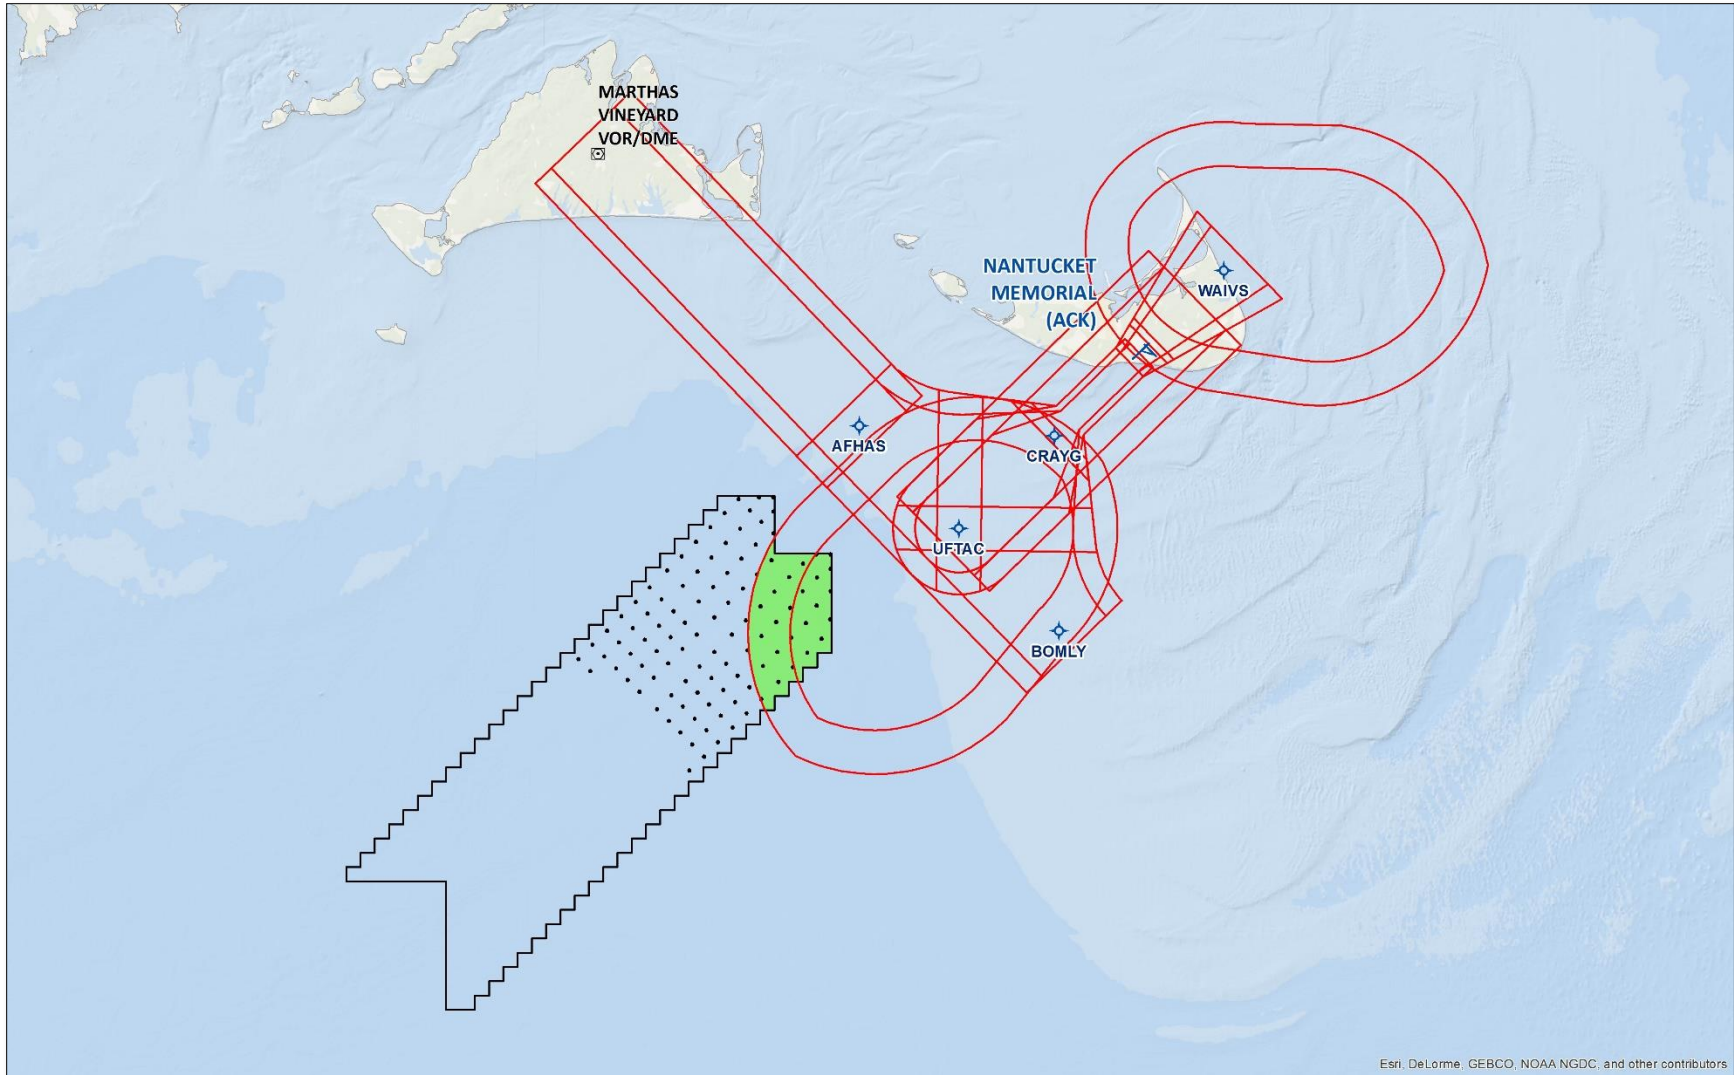 MARTHAS
VINEYARD
VOR/DME
NANTUCKET
MEMORIAL
(ACK)
WAIVS
AFHAS
CRAYG
UFTAC
BOMLY
Esri, DeLorme, GEBCO, NOAA NGDC, and other contributors